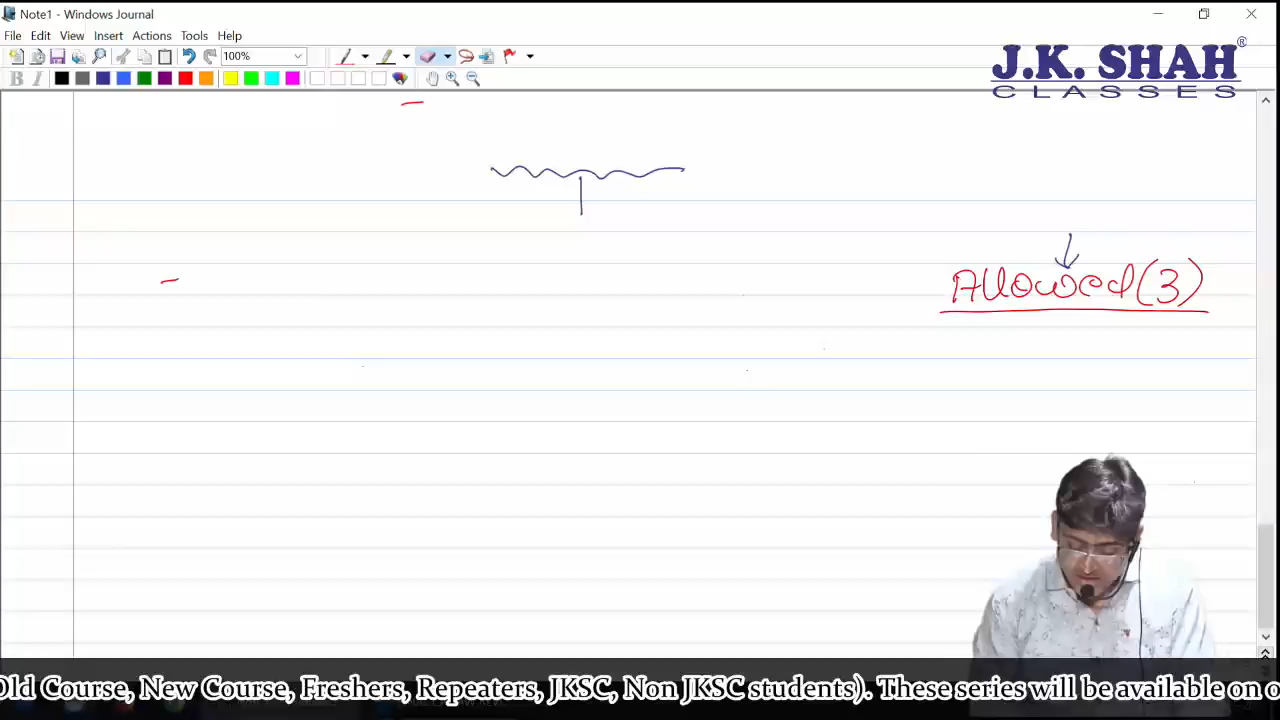 Note1 - Windows Journal
File Edit View Insert Actions Tools Help
100%
B I
J.K. SHAH®
CLASSES
Allowed (3)
Old Course, New Course, Freshers, Repeaters, JKSC, Non JKSC students). These series will be available on o